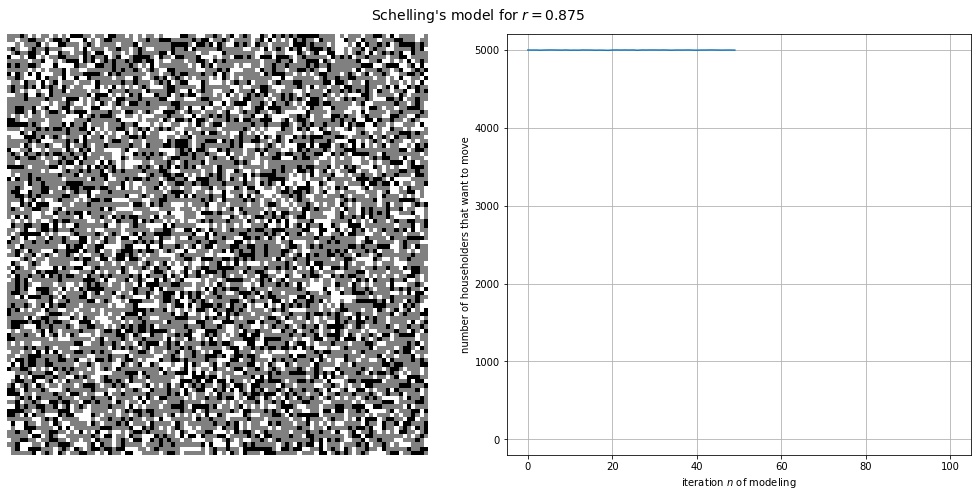 Schelling's model for r = 0.875
number of householders that want to move
5000
4000
3000
2000
1000
0
0 20 40 60 80 100
iteration n of modeling